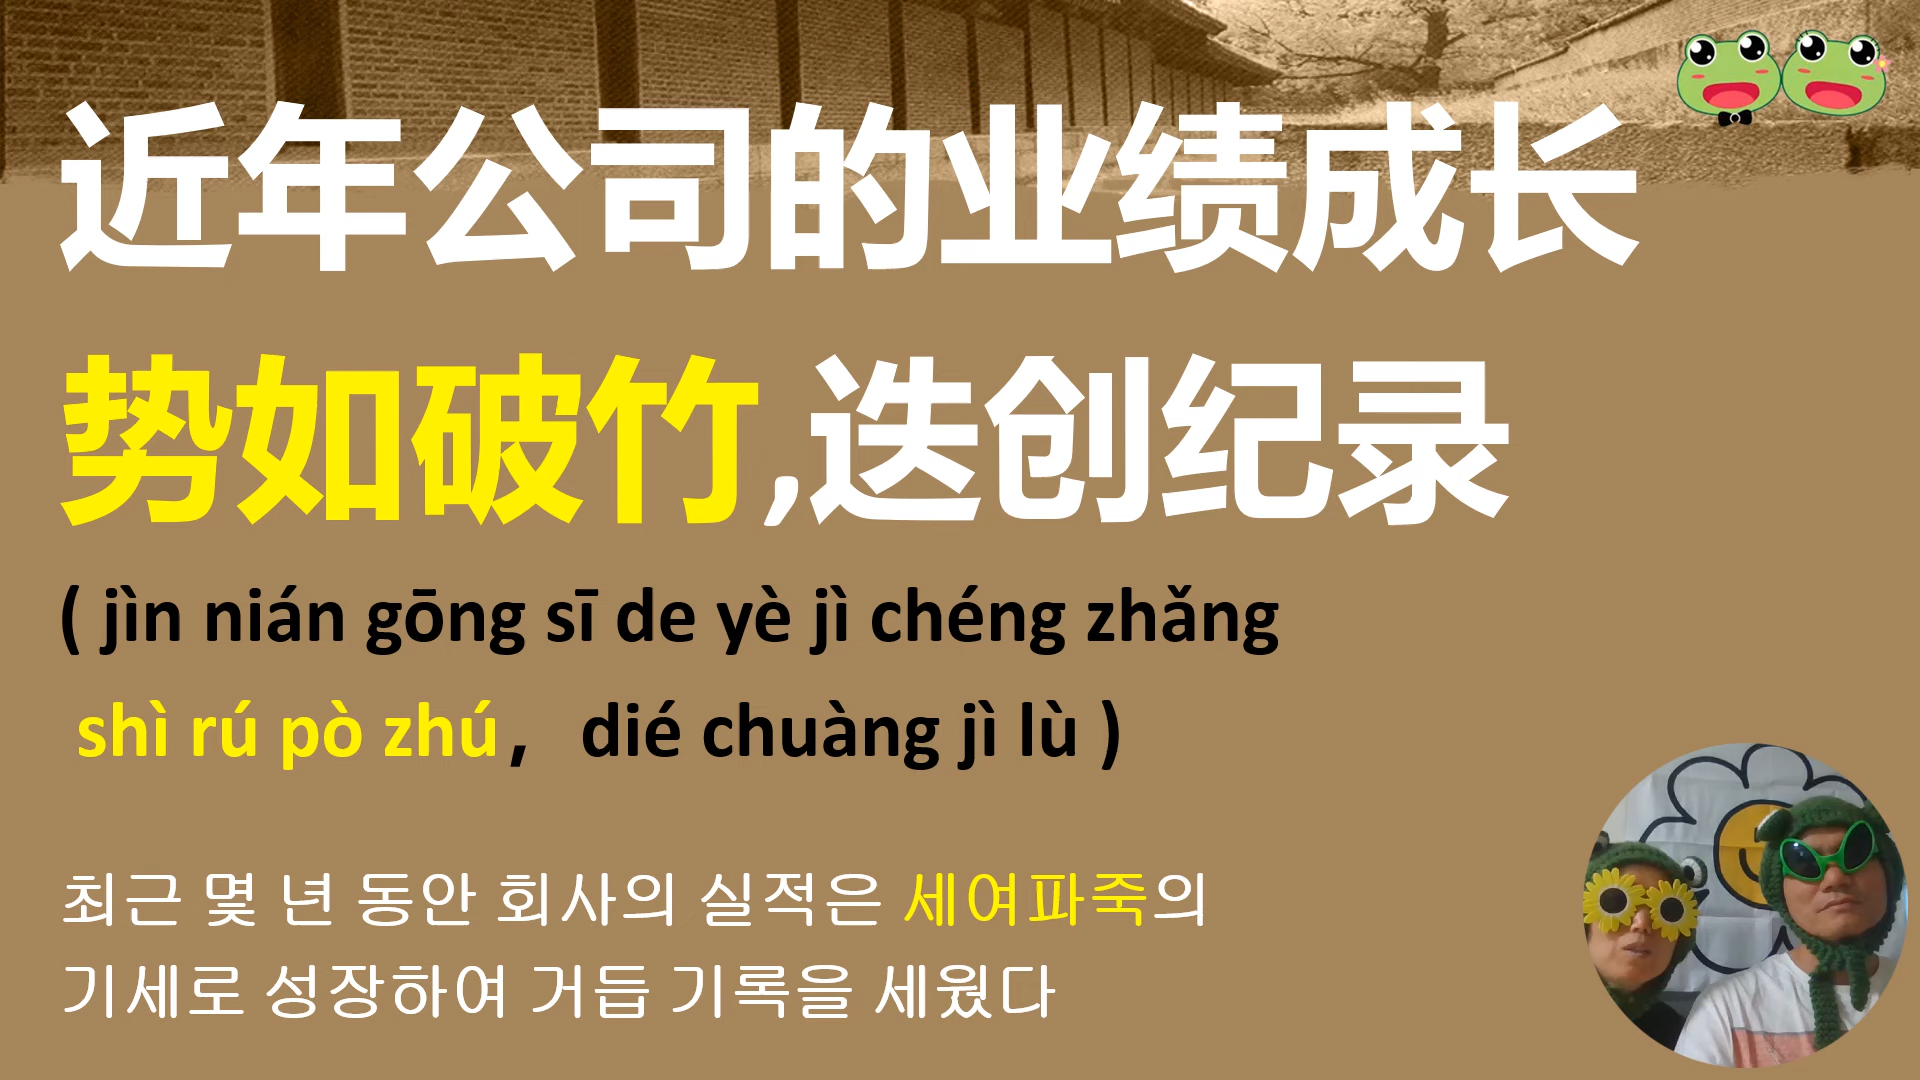 近年公司的业绩成长
势如破竹,迭创纪录
( jìn nián gōng sī de yè jì chéng zhǎng
shì rú pò zhú，dié chuàng jì lù )
최근 몇 년 동안 회사의 실적은 세여파죽의
기세로 성장하여 거듭 기록을 세웠다